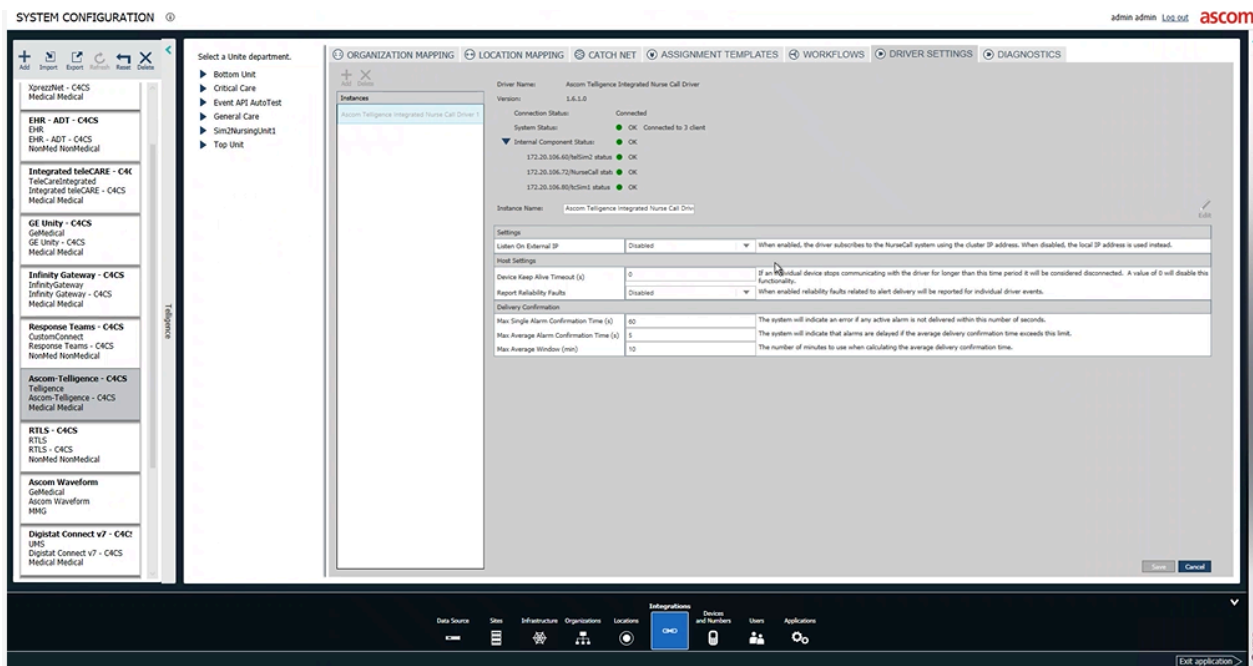 SYSTEM CONFIGURATION
admin admin Log out ascom
Add Import Export Refresh Reset Delete
XprezzNet - C4CS
Medical Medical
EHR - ADT - C4CS
EHR
EHR - ADT - C4CS
NonMed NonMedical
Integrated teleCARE - C4C
TeleCareIntegrated
Integrated teleCARE - C4CS
Medical Medical
GE Unity - C4CS
GeMedical
GE Unity - C4CS
Medical Medical
Infinity Gateway - C4CS
InfinityGateway
Infinity Gateway - C4CS
Medical Medical
Response Teams - C4CS
CustomConnect
Response Teams - C4CS
NonMed NonMedical
Ascom-Telligence - C4CS
Telligence
Ascom-Telligence - C4CS
Medical Medical
RTLS - C4CS
RTLS
RTLS - C4CS
NonMed NonMedical
Ascom Waveform
GeMedical
Ascom Waveform
MMG
Digistat Connect v7 - C4C
UMS
Digistat Connect v7 - C4CS
Medical Medical
Telligence
Select a Unite department.
Bottom Unit
Critical Care
Event API AutoTest
General Care
Sim2NursingUnit1
Top Unit
ORGANIZATION MAPPING LOCATION MAPPING CATCH NET ASSIGNMENT TEMPLATES WORKFLOWS DRIVER SETTINGS DIAGNOSTICS
Add Delete
Instances
Ascom Telligence Integrated Nurse Call Driver
Driver Name: Ascom Telligence Integrated Nurse Call Driver
Version: 1.6.1.0
Connection Status: Connected
System Status: OK Connected to 3 client
Internal Component Status: OK
172.20.106.60/telSim2 status OK
172.20.106.72/NurseCall stat OK
172.20.106.80/tcSim1 status OK
Instance Name: Ascom Telligence Integrated Nurse Call Driv
Edit
Settings
Listen On External IP Disabled When enabled, the driver subscribes to the NurseCall system using the cluster IP address. When disabled, the local IP address is used instead.
Host Settings
Device Keep Alive Timeout (s) 0 If an individual device stops communicating with the driver for longer than this time period it will be considered disconnected. A value of 0 will disable this
functionality.
Report Reliability Faults Disabled When enabled reliability faults related to alert delivery will be reported for individual driver events.
Delivery Confirmation
Max Single Alarm Confirmation Time (s) 60 The system will indicate an error if any active alarm is not delivered within this number of seconds.
Max Average Alarm Confirmation Time (s) 5 The system will indicate that alarms are delayed if the average delivery confirmation time exceeds this limit.
Max Average Window (min) 10 The number of minutes to use when calculating the average delivery confirmation time.
Save Cancel
Data Source Sites Infrastructure Organizations Locations Integrations Devices and Numbers Users Applications
Exit application